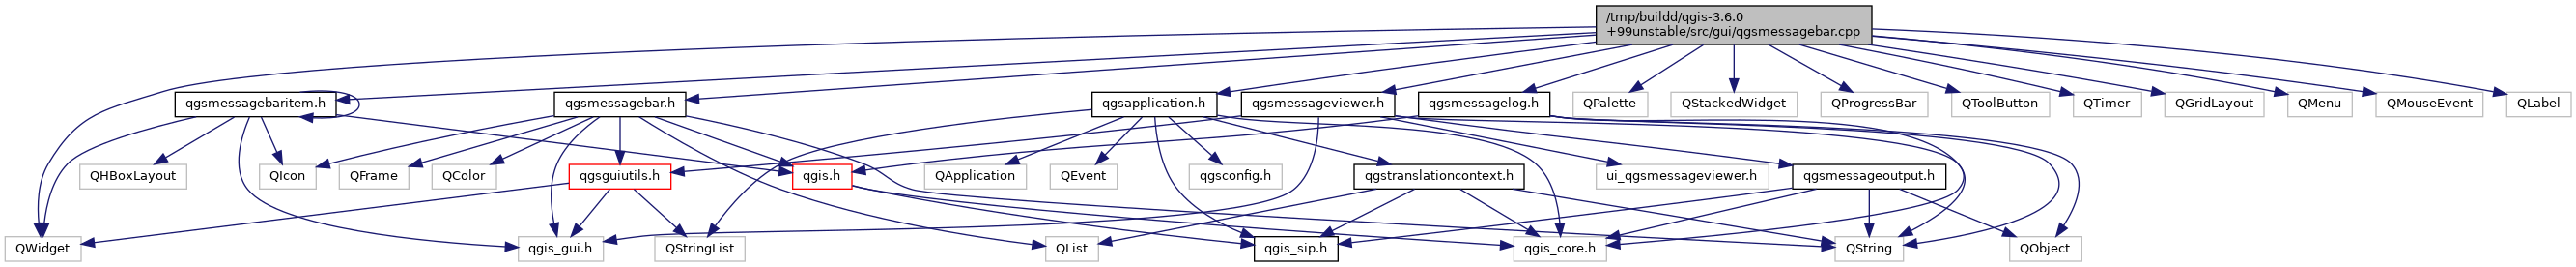 /tmp/buildd/qgis-3.6.0
+99unstable/src/gui/qgsmessagebar.cpp
qgsmessagebaritem.h
qgsmessagebar.h
qgsapplication.h
qgsmessageviewer.h
qgsmessagelog.h
QPalette
QStackedWidget
QProgressBar
QToolButton
QTimer
QGridLayout
QMenu
QMouseEvent
QLabel
QHBoxLayout
QIcon
QFrame
QColor
qgsguiutils.h
qgis.h
QApplication
QEvent
qgsconfig.h
qgstranslationcontext.h
ui_qgsmessageviewer.h
qgsmessageoutput.h
QWidget
qgis_gui.h
QStringList
QList
qgis_sip.h
qgis_core.h
QString
QObject